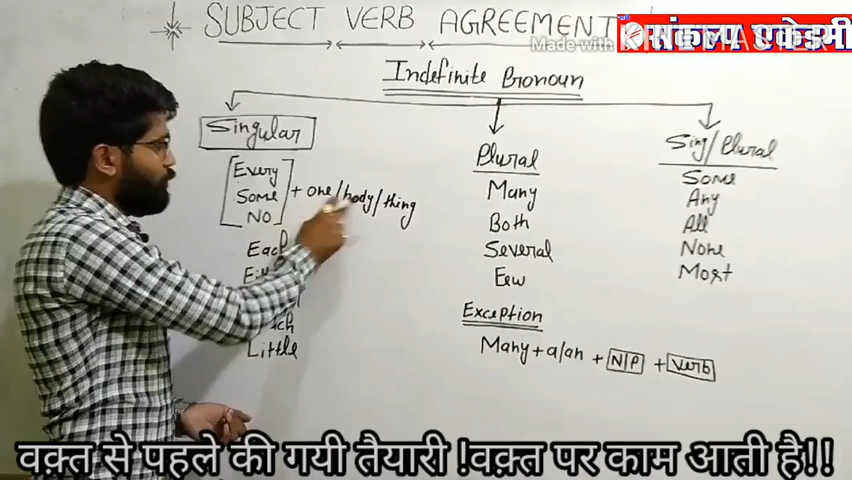 SUBJECT VERB AGREEMENT
Made with KINEMASTER
संकल्प एकेडमी
Indefinite Pronoun
Singular
Every
Some
NO
+ one/body/thing
Each
Little
Plural
Many
Both
Several
Few
Exception
Many + a/an + N/P + Verb
Sing/Plural
Some
Any
All
None
Most
वक़्त से पहले की गयी तैयारी !वक़्त पर काम आती है!!